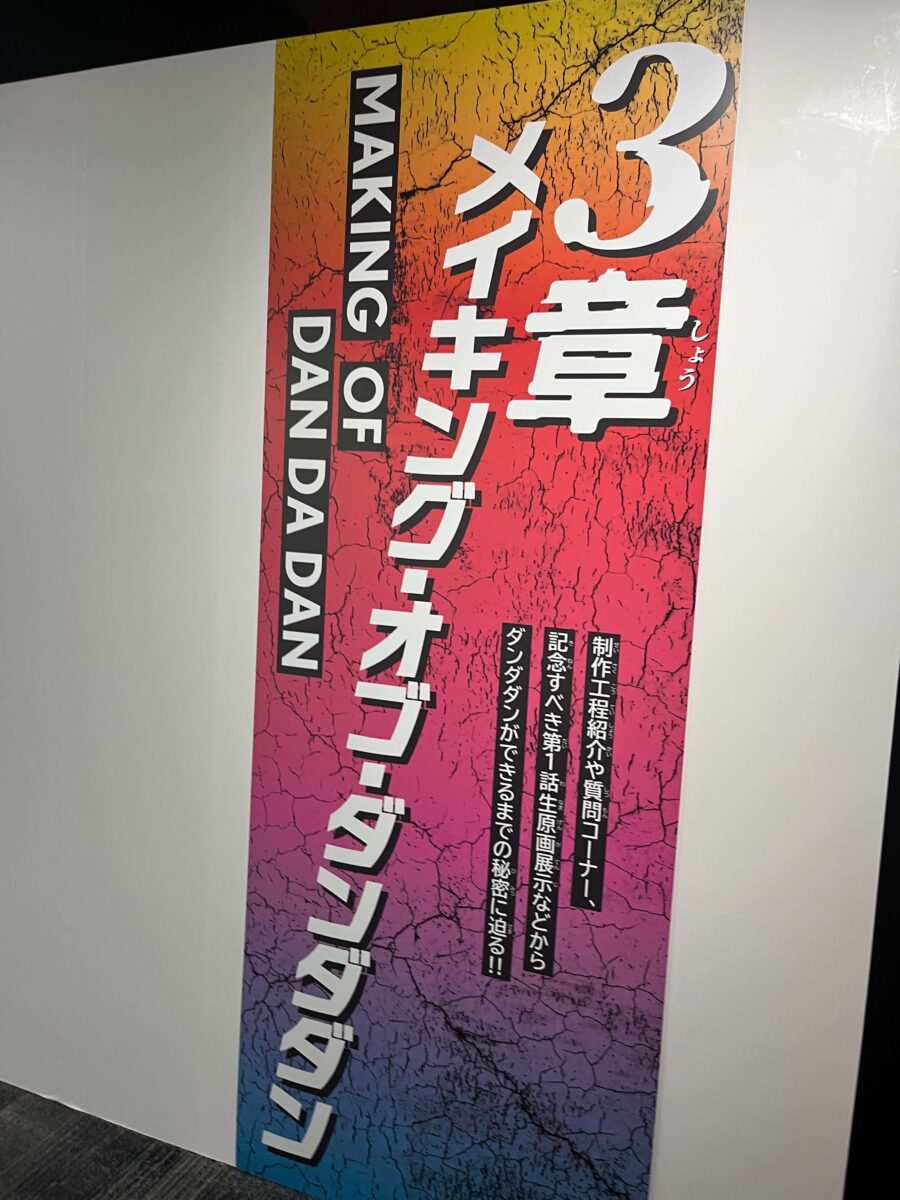 3章
しょう
メイキング・オブ・ダンダダン
MAKING OF
DAN DA DAN
制作工程紹介や質問コーナー、
記念すべき第1話生原画展示などから
ダンダダンができるまでの秘密に迫る!!